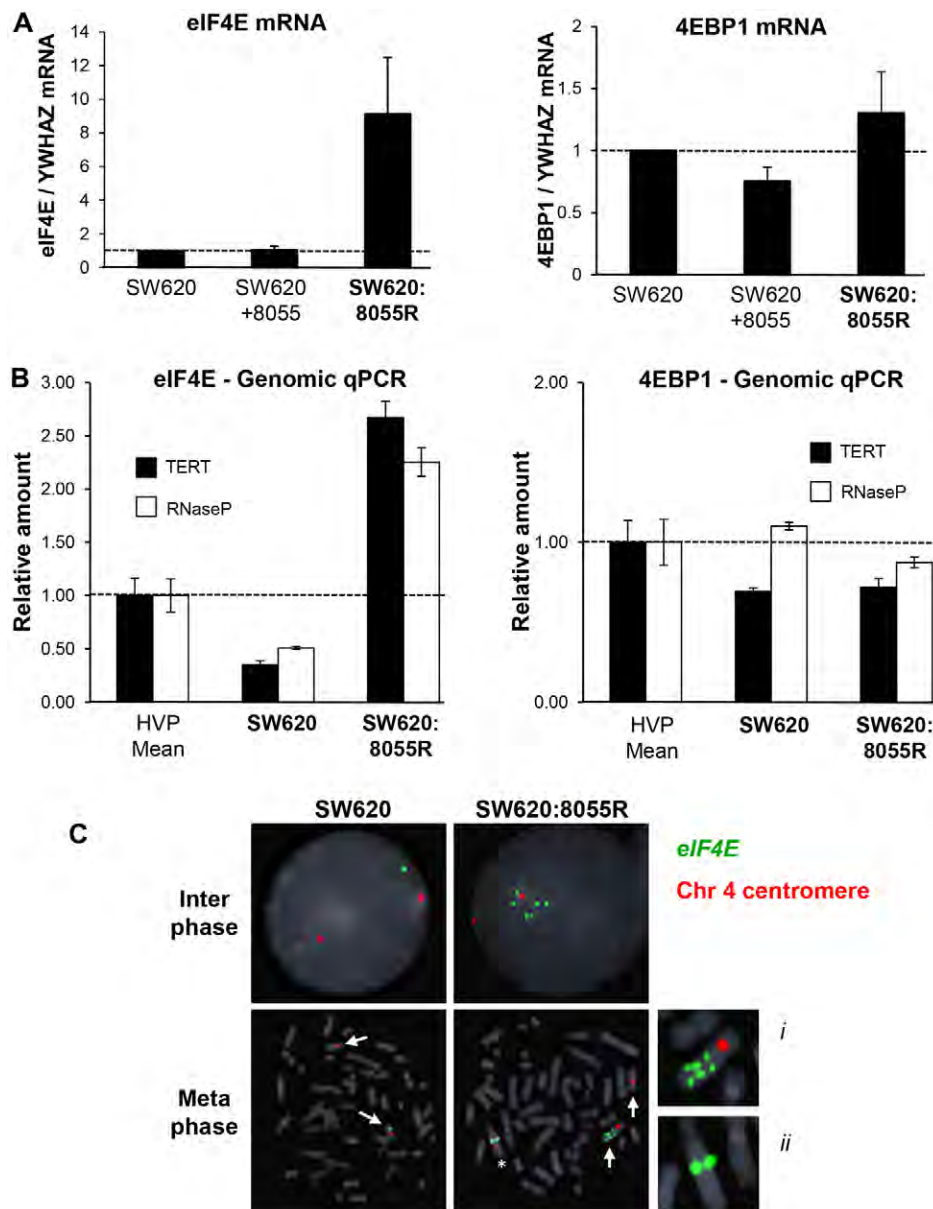 A
eIF4E mRNA
eIF4E / YWHAZ mRNA
14
12
10
8
6
4
2
0
SW620
SW620
+8055
SW620:
8055R
4EBP1 mRNA
4EBP1 / YWHAZ mRNA
2
1.5
1
0.5
0
SW620
SW620
+8055
SW620:
8055R
B
eIF4E - Genomic qPCR
Relative amount
3.00
2.50
2.00
1.50
1.00
0.50
0.00
TERT
RNaseP
HVP
Mean
SW620
SW620:
8055R
4EBP1 - Genomic qPCR
Relative amount
2.00
1.00
0.00
TERT
RNaseP
HVP
Mean
SW620
SW620:
8055R
C
SW620
SW620:8055R
eIF4E
Chr 4 centromere
Inter
phase
Meta
phase
*
i
ii